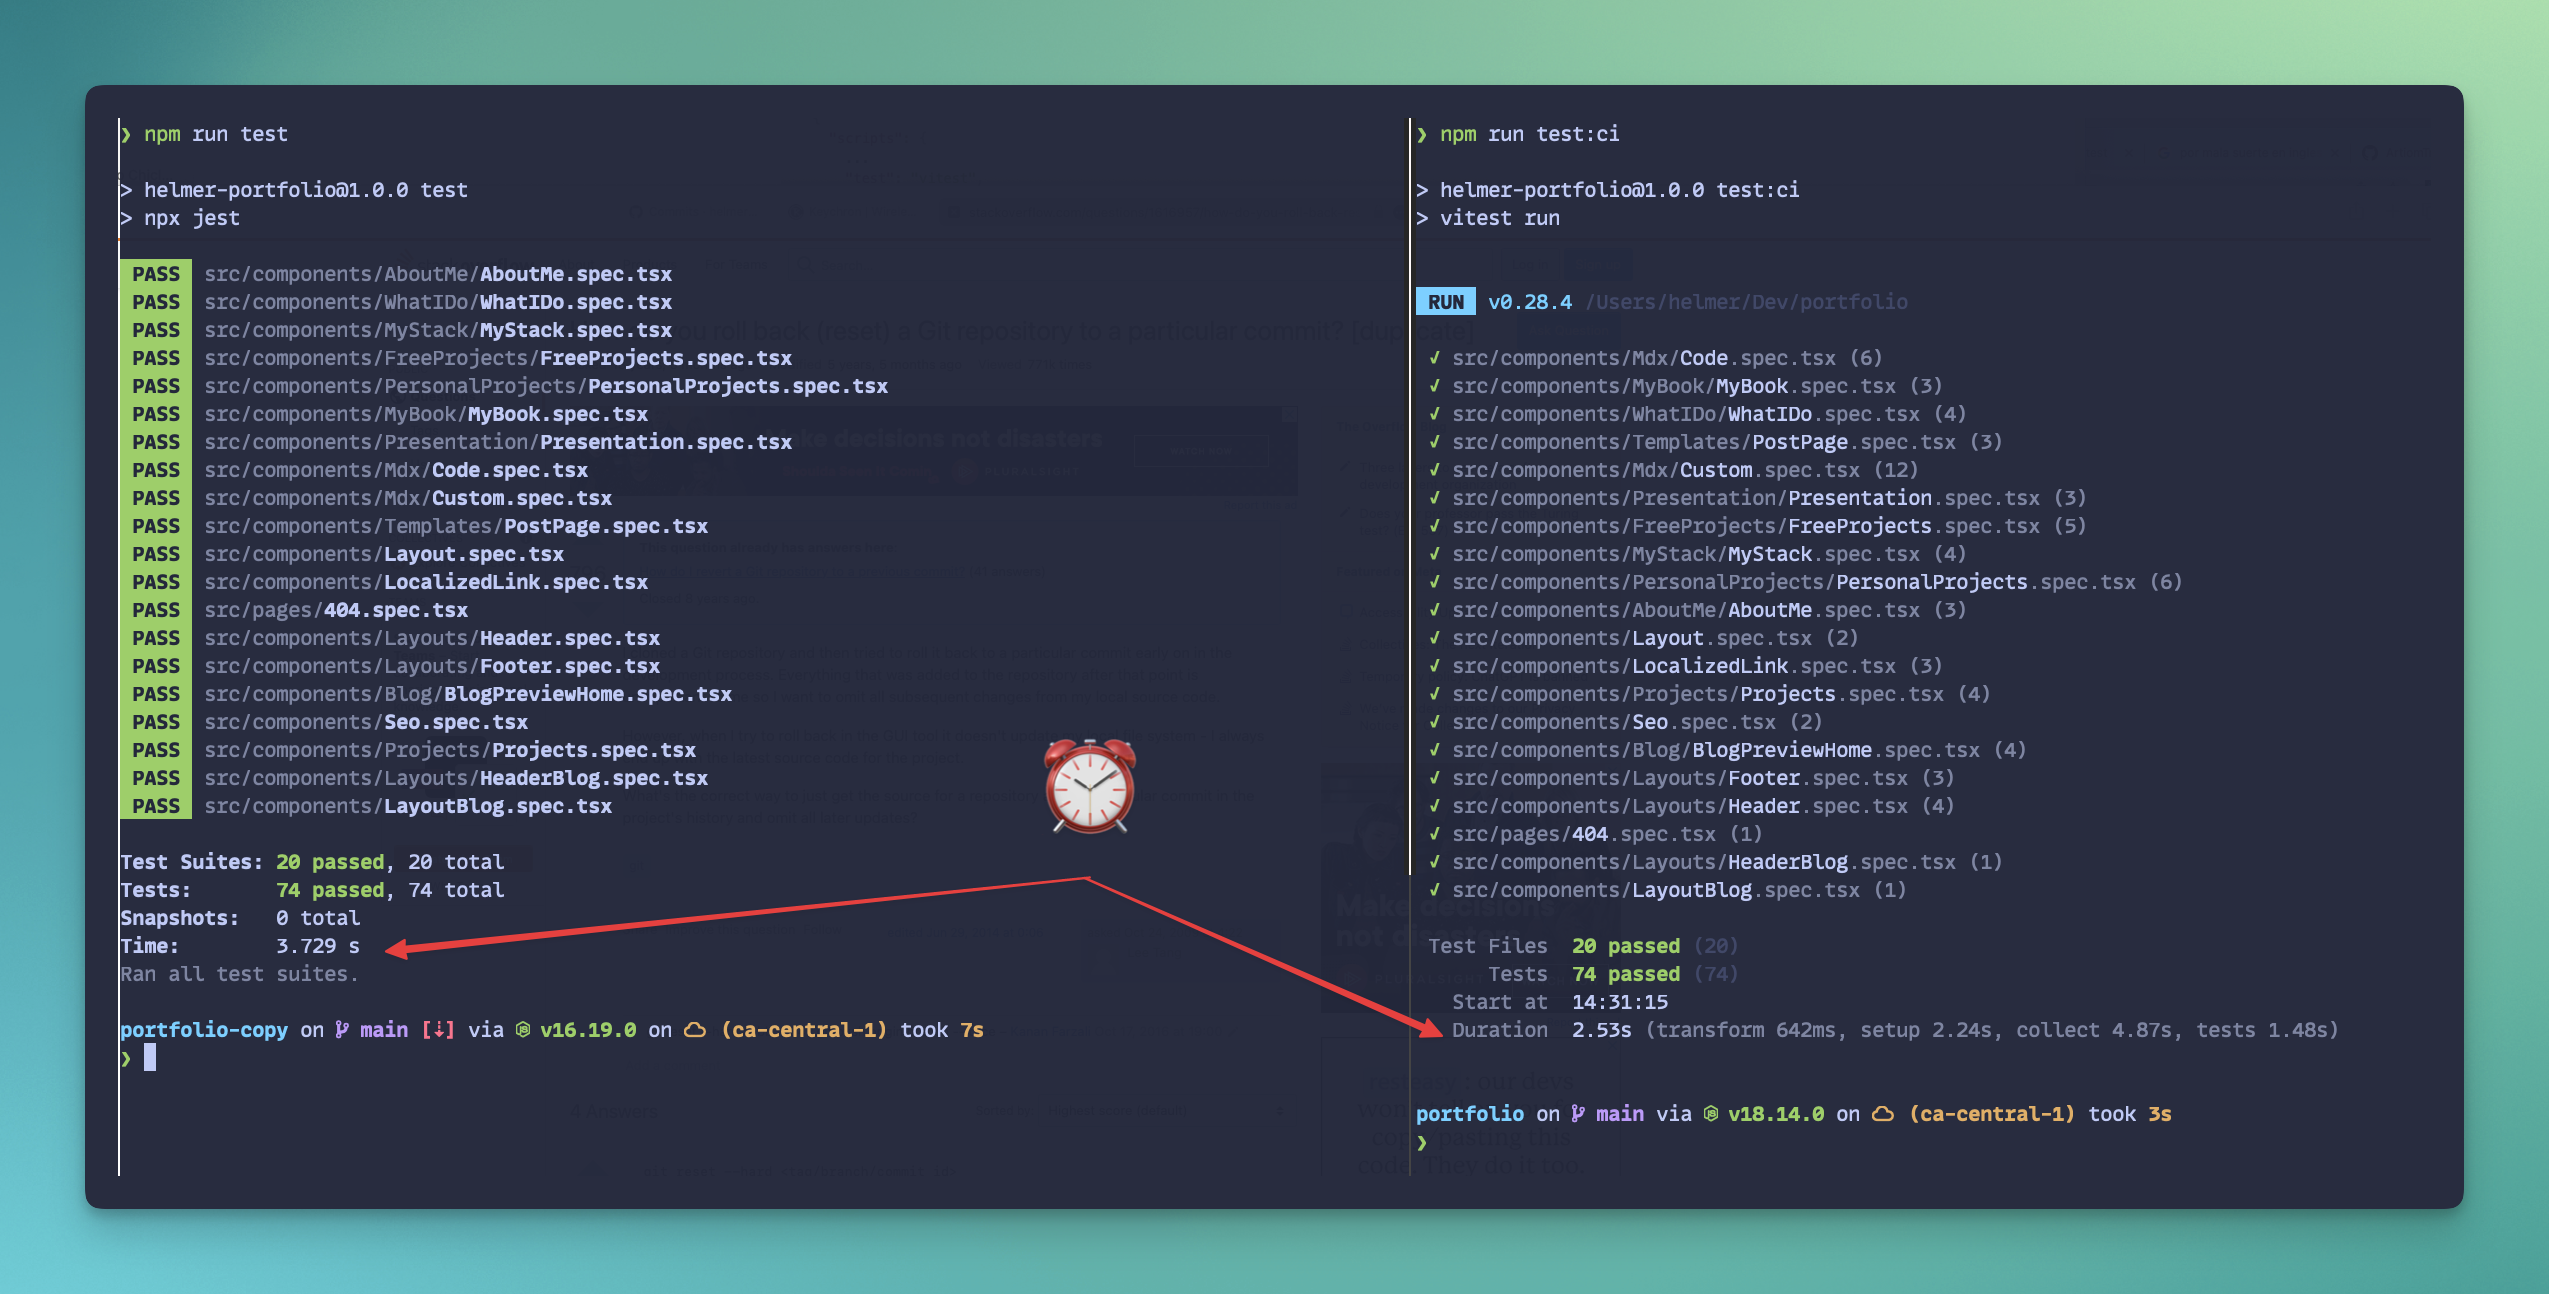 ❯ npm run test
> helmer-portfolio@1.0.0 test
> npx jest
PASS src/components/AboutMe/AboutMe.spec.tsx
PASS src/components/WhatIDo/WhatIDo.spec.tsx
PASS src/components/MyStack/MyStack.spec.tsx
PASS src/components/FreeProjects/FreeProjects.spec.tsx
PASS src/components/PersonalProjects/PersonalProjects.spec.tsx
PASS src/components/MyBook/MyBook.spec.tsx
PASS src/components/Presentation/Presentation.spec.tsx
PASS src/components/Mdx/Code.spec.tsx
PASS src/components/Mdx/Custom.spec.tsx
PASS src/components/Templates/PostPage.spec.tsx
PASS src/components/Layout.spec.tsx
PASS src/components/LocalizedLink.spec.tsx
PASS src/pages/404.spec.tsx
PASS src/components/Layouts/Header.spec.tsx
PASS src/components/Layouts/Footer.spec.tsx
PASS src/components/Blog/BlogPreviewHome.spec.tsx
PASS src/components/Seo.spec.tsx
PASS src/components/Projects/Projects.spec.tsx
PASS src/components/Layouts/HeaderBlog.spec.tsx
PASS src/components/LayoutBlog.spec.tsx
Test Suites: 20 passed, 20 total
Tests: 74 passed, 74 total
Snapshots: 0 total
Time: 3.729 s
Ran all test suites.
portfolio-copy on main [⇣] via v16.19.0 on (ca-central-1) took 7s
❯
❯ npm run test:ci
> helmer-portfolio@1.0.0 test:ci
> vitest run
RUN v0.28.4 /Users/helmer/Dev/portfolio
✓ src/components/Mdx/Code.spec.tsx (6)
✓ src/components/MyBook/MyBook.spec.tsx (3)
✓ src/components/WhatIDo/WhatIDo.spec.tsx (4)
✓ src/components/Templates/PostPage.spec.tsx (3)
✓ src/components/Mdx/Custom.spec.tsx (12)
✓ src/components/Presentation/Presentation.spec.tsx (3)
✓ src/components/FreeProjects/FreeProjects.spec.tsx (5)
✓ src/components/MyStack/MyStack.spec.tsx (4)
✓ src/components/PersonalProjects/PersonalProjects.spec.tsx (6)
✓ src/components/AboutMe/AboutMe.spec.tsx (3)
✓ src/components/Layout.spec.tsx (2)
✓ src/components/LocalizedLink.spec.tsx (3)
✓ src/components/Projects/Projects.spec.tsx (4)
✓ src/components/Seo.spec.tsx (2)
✓ src/components/Blog/BlogPreviewHome.spec.tsx (4)
✓ src/components/Layouts/Footer.spec.tsx (3)
✓ src/components/Layouts/Header.spec.tsx (4)
✓ src/pages/404.spec.tsx (1)
✓ src/components/Layouts/HeaderBlog.spec.tsx (1)
✓ src/components/LayoutBlog.spec.tsx (1)
Test Files 20 passed (20)
Tests 74 passed (74)
Start at 14:31:15
Duration 2.53s (transform 642ms, setup 2.24s, collect 4.87s, tests 1.48s)
portfolio on main via v18.14.0 on (ca-central-1) took 3s
❯